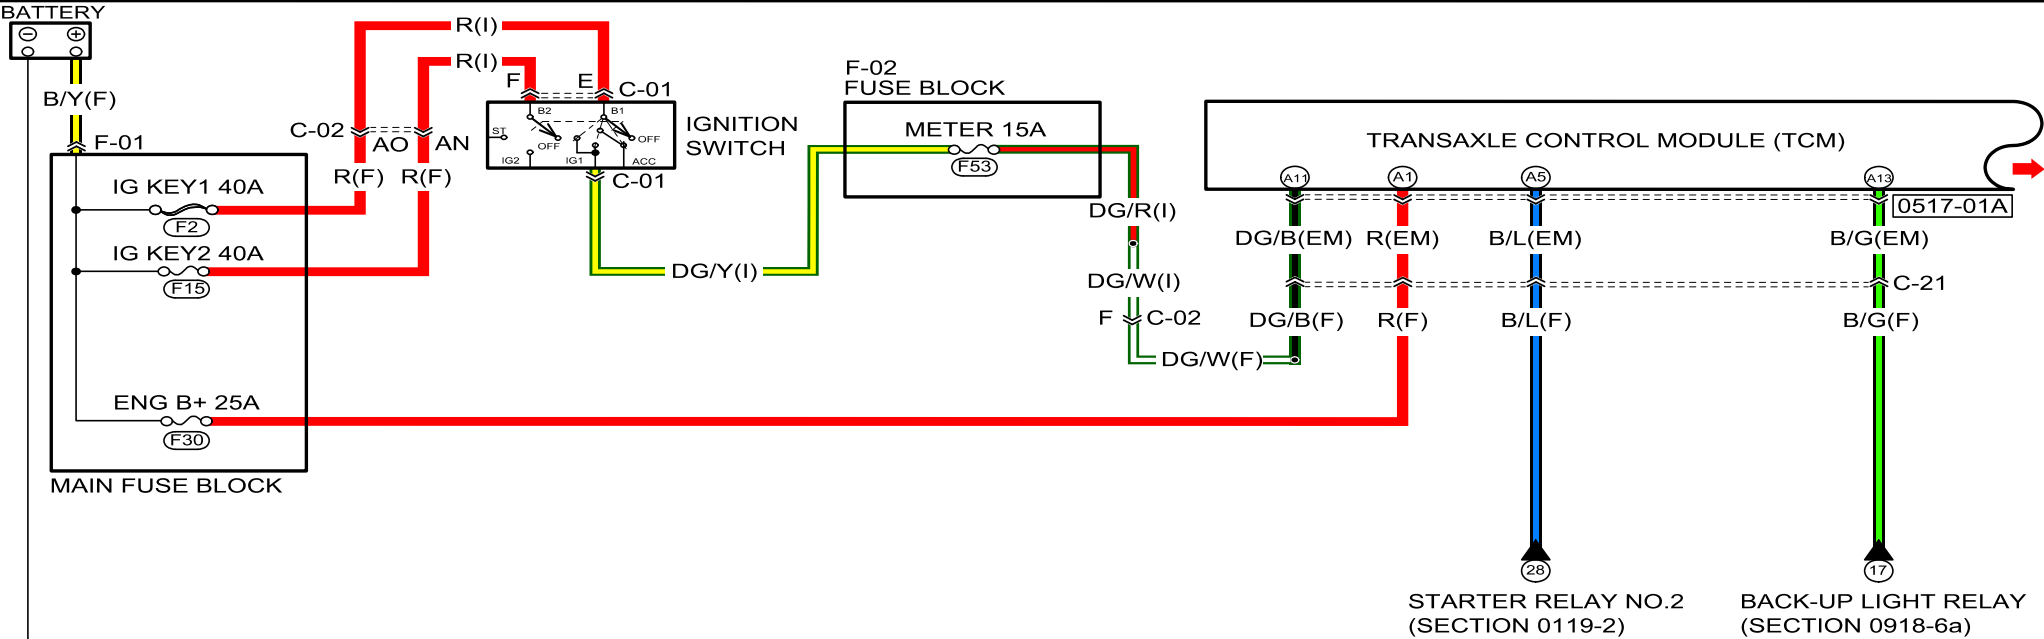 BATTERY
B/Y(F)
F-01
IG KEY1 40A
F2
IG KEY2 40A
F15
ENG B+ 25A
F30
MAIN FUSE BLOCK
R(I)
R(I)
C-02
AO
AN
R(F)
R(F)
F
E
C-01
B2
B1
ST
OFF
OFF
IG2
IG1
ACC
IGNITION
SWITCH
C-01
DG/Y(I)
F-02
FUSE BLOCK
METER 15A
F53
DG/R(I)
DG/W(I)
F
C-02
DG/W(F)
TRANSAXLE CONTROL MODULE (TCM)
A11
A1
A5
A13
0517-01A
DG/B(EM)
R(EM)
B/L(EM)
B/G(EM)
C-21
DG/B(F)
R(F)
B/L(F)
B/G(F)
28
17
STARTER RELAY NO.2
(SECTION 0119-2)
BACK-UP LIGHT RELAY
(SECTION 0918-6a)